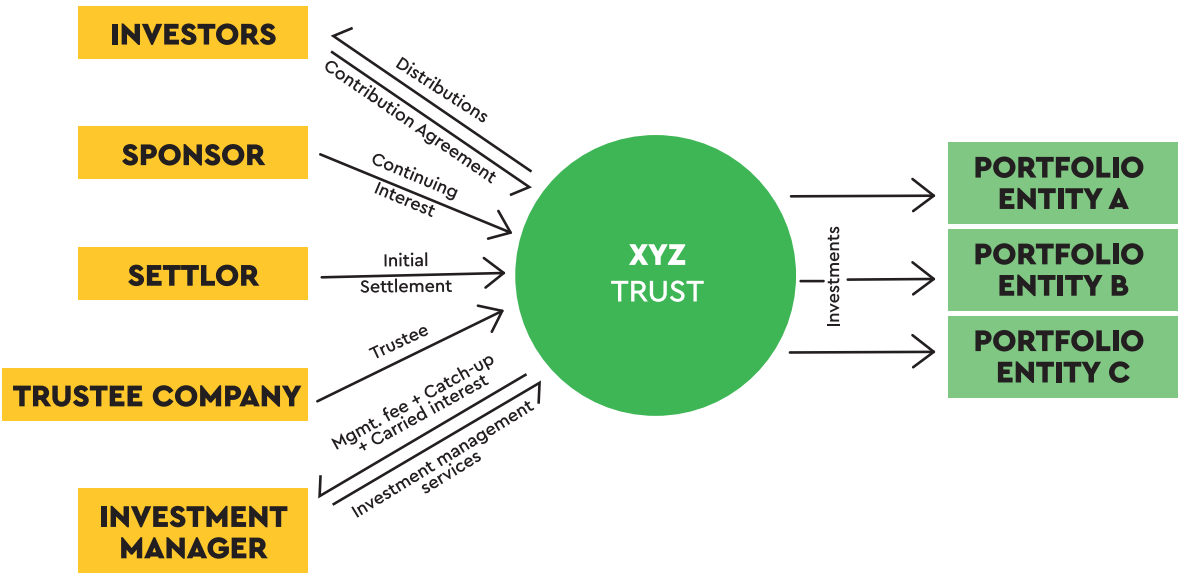 INVESTORS
Distributions
Contribution Agreement
SPONSOR
Continuing
Interest
SETTLOR
Initial
Settlement
Trustee
TRUSTEE COMPANY
Mgmt. fee + Catch-up
+ Carried interest
Investment management
services
INVESTMENT
MANAGER
XYZ
TRUST
Investments
PORTFOLIO
ENTITY A
PORTFOLIO
ENTITY B
PORTFOLIO
ENTITY C